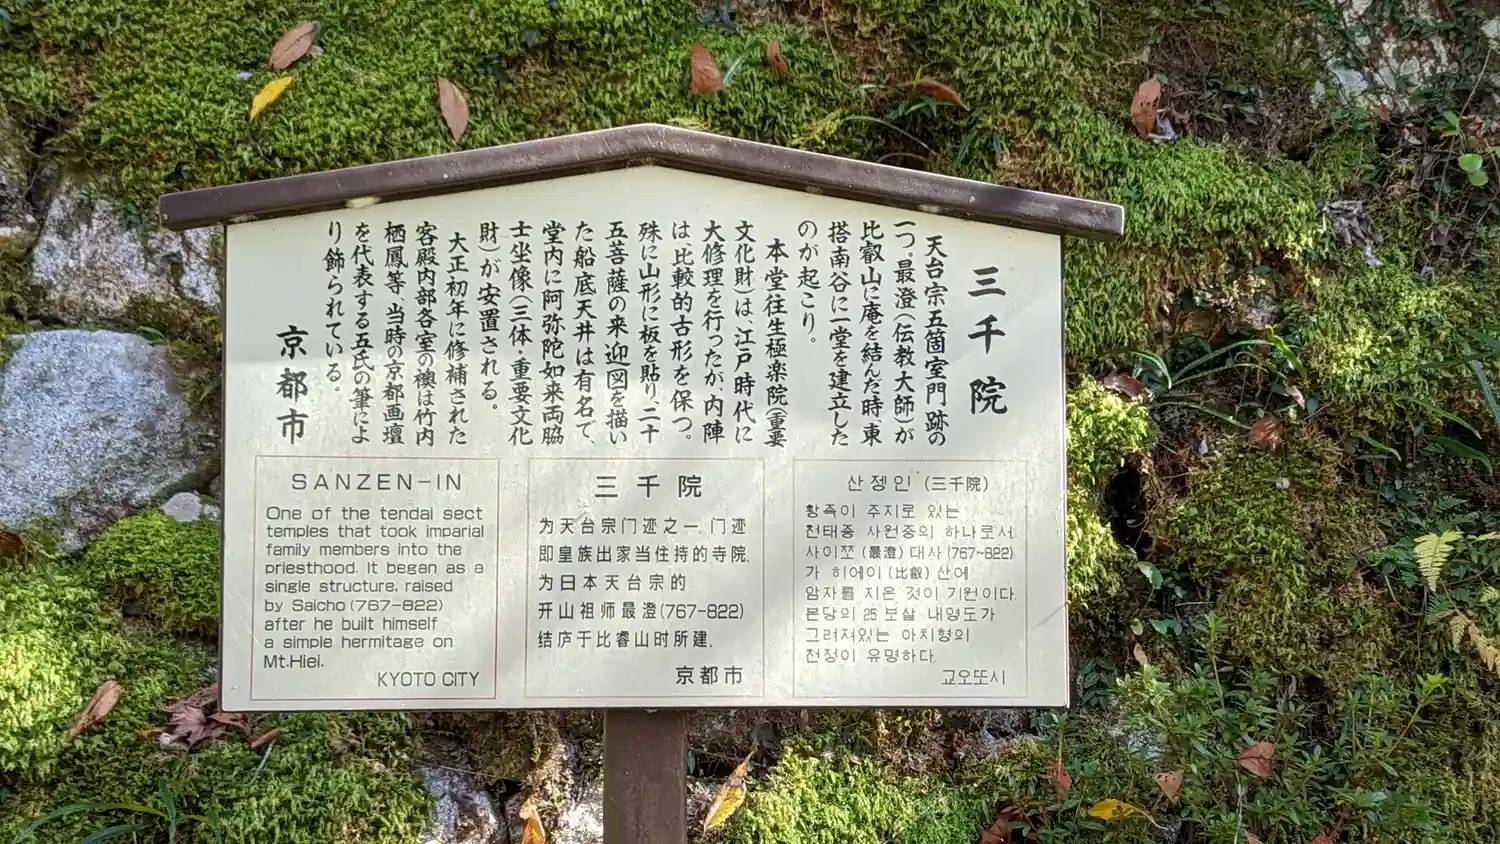 三千院
天台宗五箇室門跡の
一つ。最澄(伝教大師)が
比叡山に庵を結んだ時、東
搭南谷に一堂を建立した
のが起こり。
本堂往生極楽院(重要
文化財)は、江戸時代に
大修理を行ったが、内陣
は、比較的古形を保つ。
殊に山形に板を貼り、二十
五菩薩の来迎図を描い
た船底天井は有名で、
堂内に阿弥陀如来両脇
士坐像(三体・重要文化
財)が安置される。
大正初年に修補された
客殿内部各室の襖は竹内
栖鳳等、当時の京都画壇
を代表する五氏の筆によ
り飾られている。
京都市
SANZEN-IN
One of the tendai sect
temples that took imparial
family members into the
priesthood. It began as a
single structure, raised
by Saicho (767-822)
after he built himself
a simple hermitage on
Mt.Hiei.
KYOTO CITY
三千院
为天台宗门迹之一、门迹
即皇族出家当住持的寺院,
为日本天台宗的
开山祖师最澄(767-822)
结庐于比睿山时所建.
京都市
산젱인 (三千院)
황족이 주지로 있는
천태종 사원중의 하나로서,
사이쪼 (最澄) 대사 (767~822)
가 히에이 (比叡) 산에
암자를 지은 것이 기원이다.
본당의 25 보살 내영도가
그려져있는 아치형의
천정이 유명하다.
교오또시